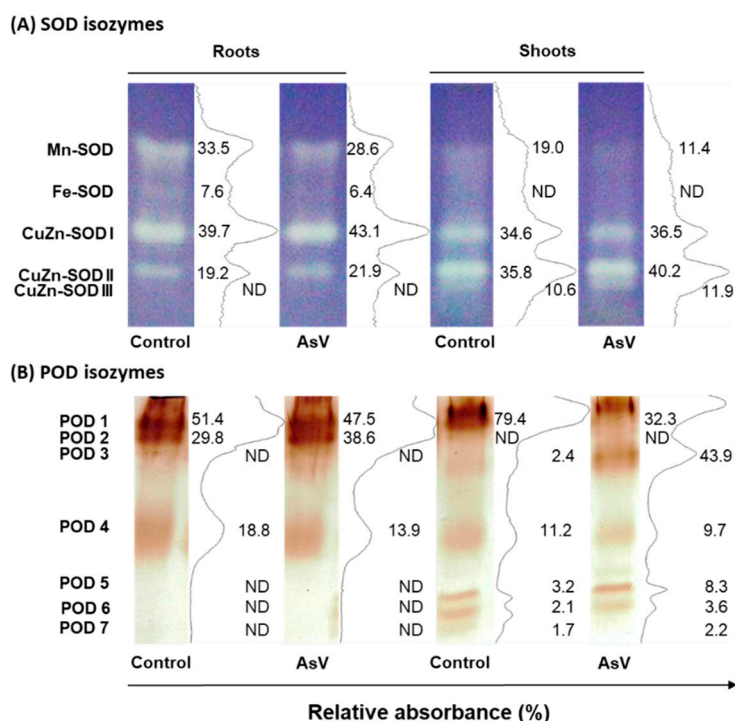 (A) SOD isozymes
Roots Shoots
Mn-SOD 33.5 28.6 19.0 11.4
Fe-SOD 7.6 6.4 ND ND
CuZn-SOD I 39.7 43.1 34.6 36.5
CuZn-SOD II 19.2 21.9 35.8 40.2
CuZn-SOD III ND ND 10.6 11.9
Control AsV Control AsV
(B) POD isozymes
POD 1 51.4 47.5 79.4 32.3
POD 2 29.8 38.6 ND ND
POD 3 ND ND 2.4 43.9
POD 4 18.8 13.9 11.2 9.7
POD 5 ND ND 3.2 8.3
POD 6 ND ND 2.1 3.6
POD 7 ND ND 1.7 2.2
Control AsV Control AsV
Relative absorbance (%)